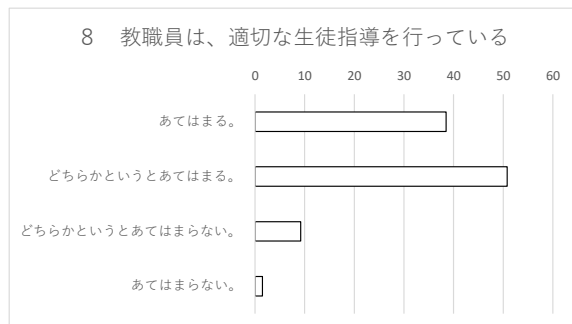 8　教職員は、適切な生徒指導を行っている
0 10 20 30 40 50 60
あてはまる。
どちらかというとあてはまる。
どちらかというとあてはまらない。
あてはまらない。